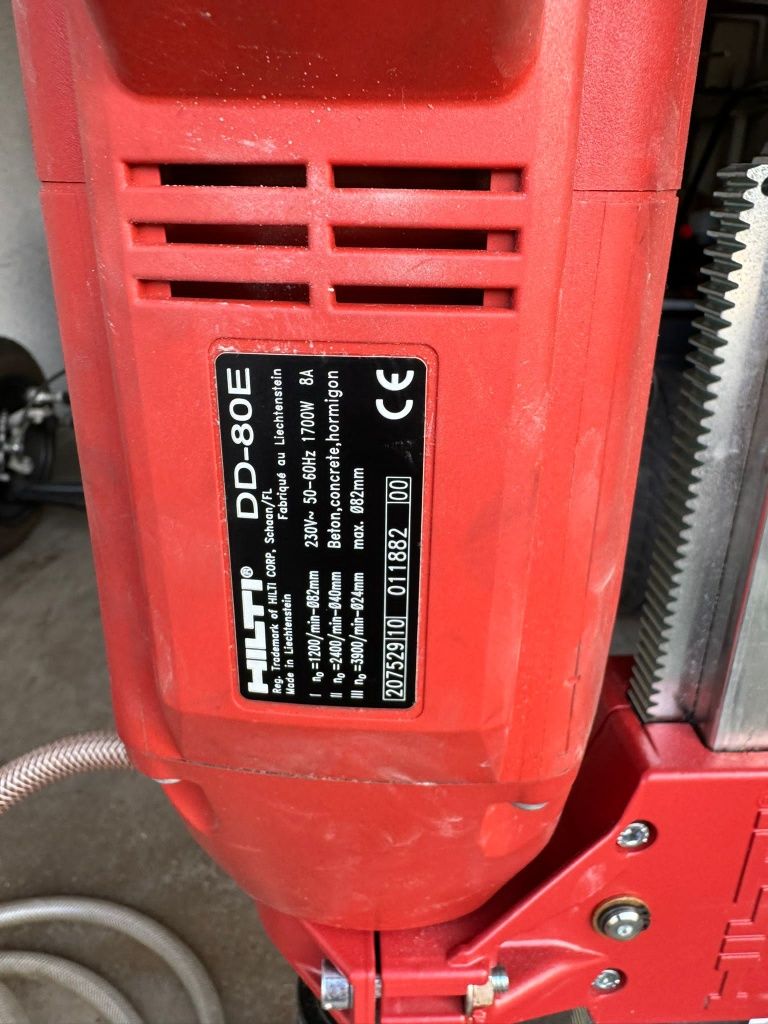 HILTI® DD-80E
Reg. Trademark of HILTI CORP, Schaan/FL
Made in Liechtenstein Fabriqué au Liechtenstein
I n₀=1200/min-Ø82mm 230V~ 50-60Hz 1700W 8A
II n₀=2400/min-Ø40mm Beton,concrete,hormigon
III n₀=3900/min-Ø24mm max. Ø82mm
207529 10 011882 00
CE